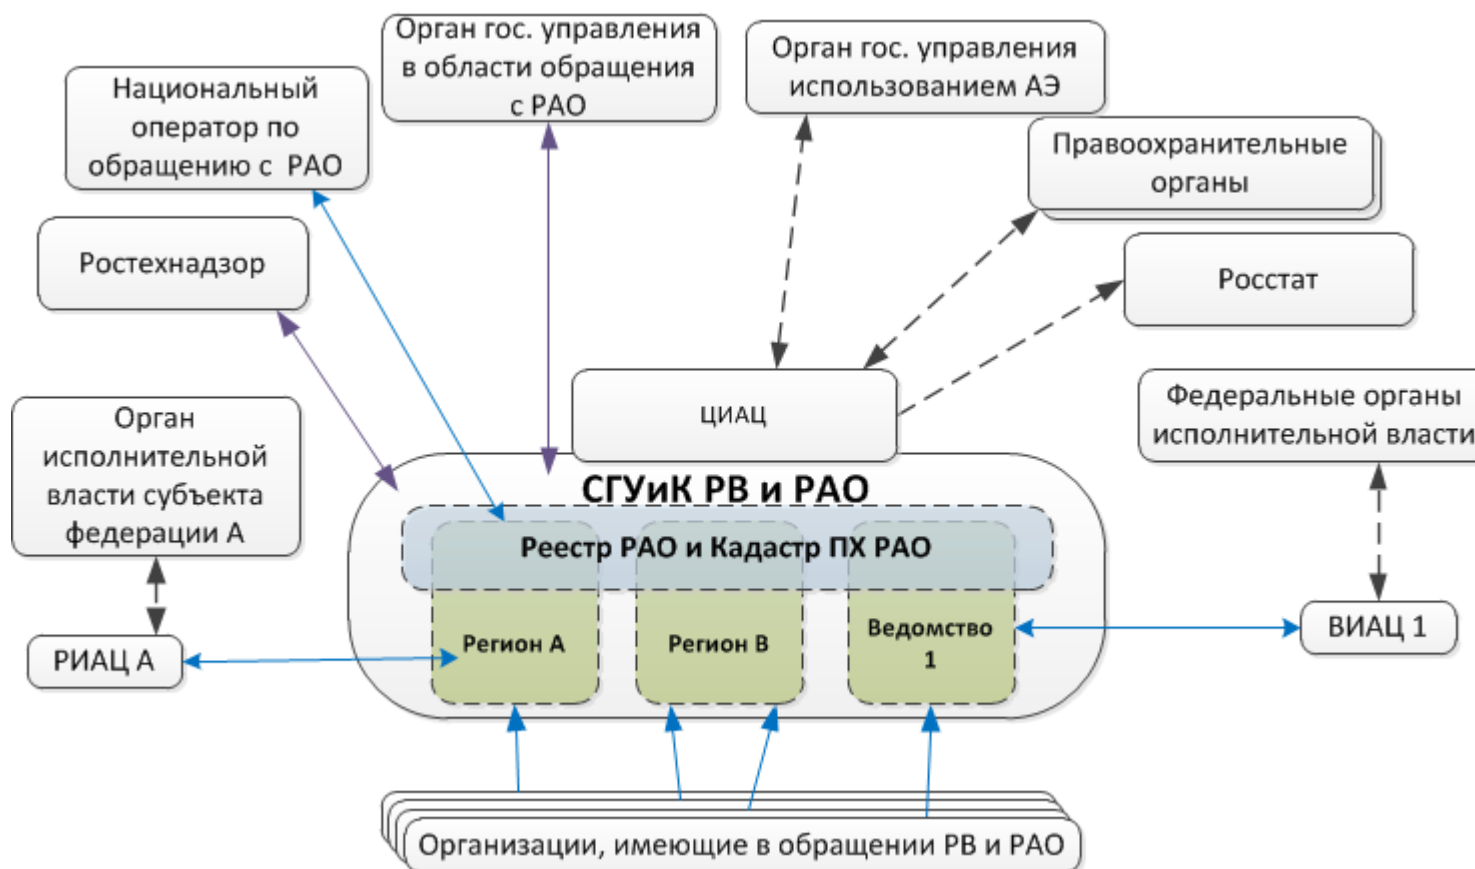 Орган гос. управления
в области обращения
с РАО
Орган гос. управления
использованием АЭ
Национальный
оператор по
обращению с РАО
Правоохранительные
органы
Ростехнадзор
Росстат
ЦИАЦ
Федеральные органы
исполнительной власти
Орган
исполнительной
власти субъекта
федерации А
СГУиК РВ и РАО
Реестр РАО и Кадастр ПХ РАО
Регион А
Регион В
Ведомство
1
РИАЦ А
ВИАЦ 1
Организации, имеющие в обращении РВ и РАО